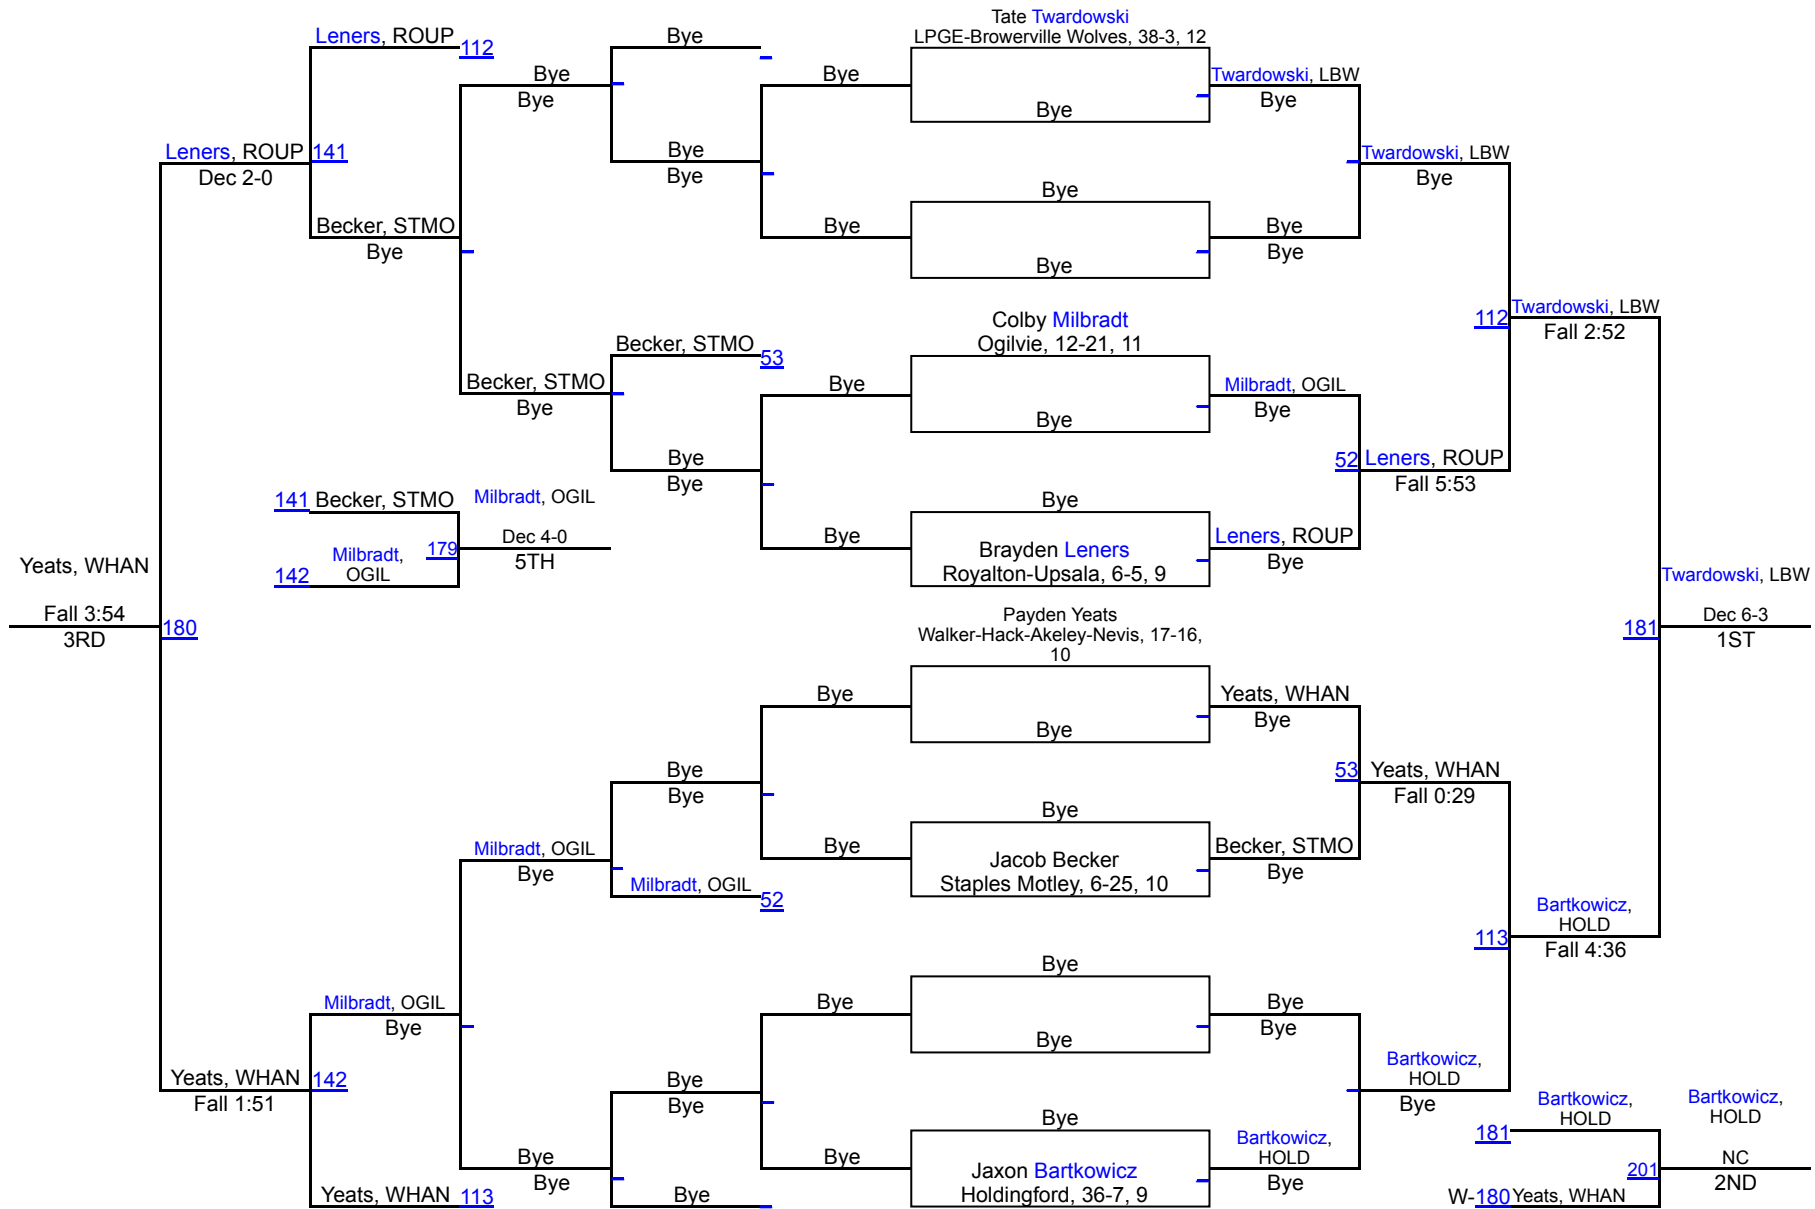 Tate Twardowski
LPGE-Browerville Wolves, 38-3, 12
Leners, ROUP
112
Bye
Bye
Bye
Bye
Twardowski, LBW
Bye
Bye
Leners, ROUP
141
Dec 2-0
Bye
Bye
Twardowski, LBW
Bye
Bye
Becker, STMO
Bye
Bye
Bye
Bye
Bye
Colby Milbradt
Ogilvie, 12-21, 11
112
Twardowski, LBW
Fall 2:52
Becker, STMO
53
Becker, STMO
Bye
Bye
Milbradt, OGIL
Bye
Bye
Bye
Bye
52
Leners, ROUP
Fall 5:53
141
Becker, STMO
Milbradt, OGIL
Bye
Dec 4-0
5TH
179
142
Milbradt,
OGIL
Bye
Brayden Leners
Royalton-Upsala, 6-5, 9
Leners, ROUP
Bye
Yeats, WHAN
Fall 3:54
3RD
180
Payden Yeats
Walker-Hack-Akeley-Nevis, 17-16,
10
Twardowski, LBW
181
Dec 6-3
1ST
Bye
Bye
Yeats, WHAN
Bye
Bye
Bye
53
Yeats, WHAN
Fall 0:29
Bye
Milbradt, OGIL
Bye
Bye
Jacob Becker
Staples Motley, 6-25, 10
Becker, STMO
Bye
Milbradt, OGIL
52
Bartkowicz,
HOLD
113
Fall 4:36
Bye
Milbradt, OGIL
Bye
Bye
Bye
Bye
Bye
Yeats, WHAN
142
Fall 1:51
Bye
Bye
Bartkowicz,
HOLD
Bye
Bye
Bartkowicz,
HOLD
181
Bartkowicz,
HOLD
Bye
Bye
Bye
Jaxon Bartkowicz
Holdingford, 36-7, 9
Bartkowicz,
HOLD
Bye
201
NC
2ND
Yeats, WHAN
113
Bye
W-180
Yeats, WHAN